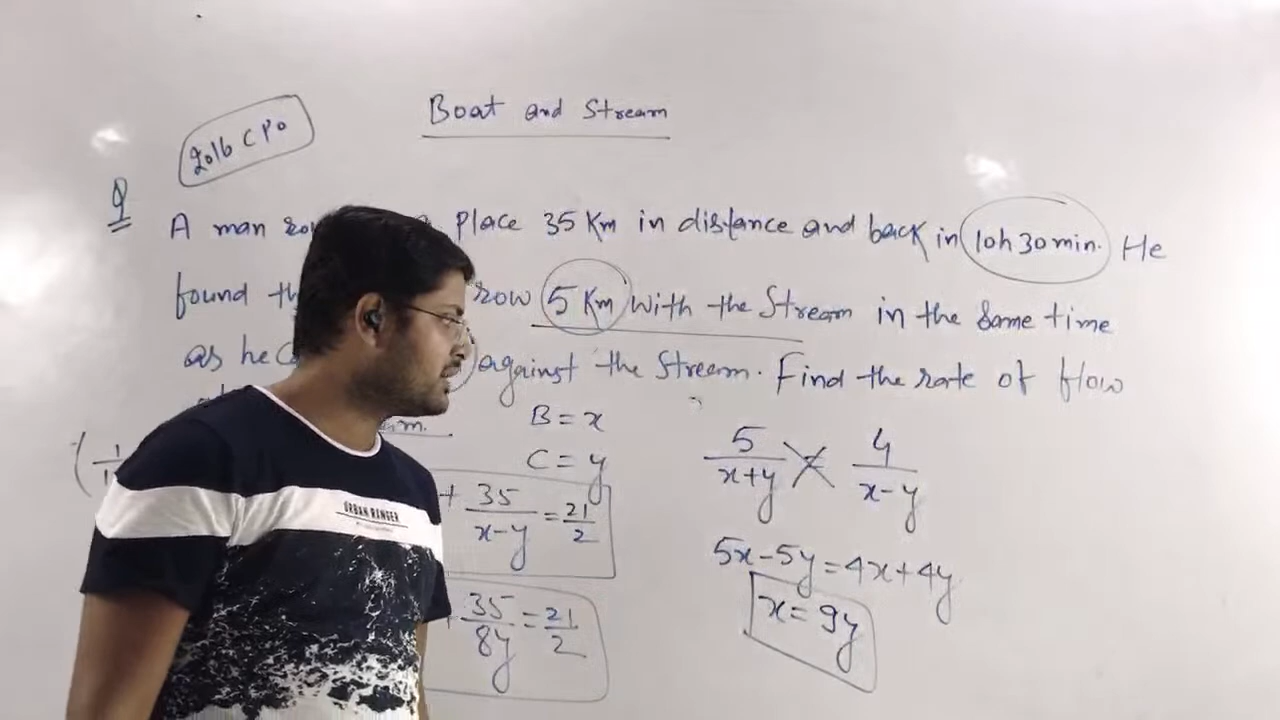 Boat and Stream
2016 CPO
Q
A man Place 35 Km in distance and back in 10h 30min. He
found row 5 Km with the Stream in the Same time
as he against the Stream. Find the rate of flow
B = x
C = y
+ 35/(x-y) = 21/2
+ 35/8y = 21/2
5/(x+y) = 4/(x-y)
5x-5y=4x+4y
x = 9y
URBAN RANGER